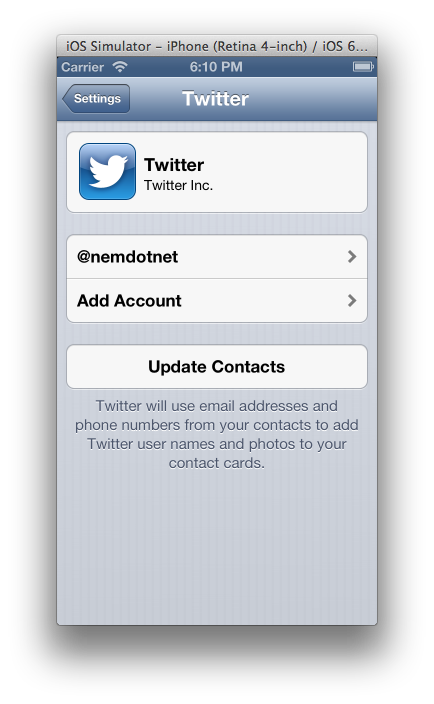 iOS Simulator - iPhone (Retina 4-inch) / iOS 6...
Carrier 6:10 PM
Settings Twitter
Twitter
Twitter Inc.
@nemdotnet
Add Account
Update Contacts
Twitter will use email addresses and
phone numbers from your contacts to add
Twitter user names and photos to your
contact cards.